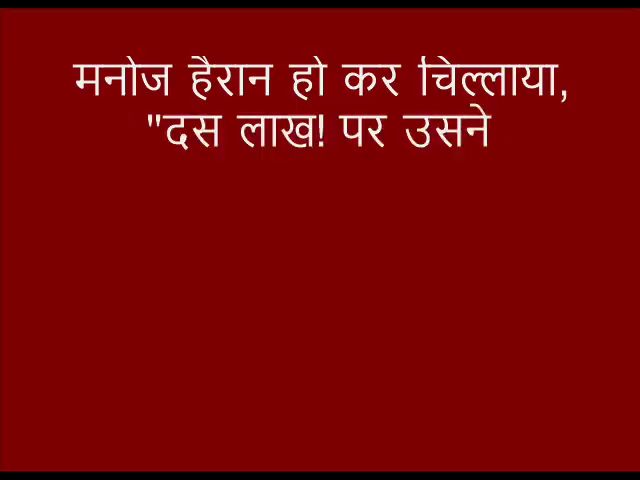 मनोज हैरान हो कर चिल्लाया,
"दस लाख! पर उसने